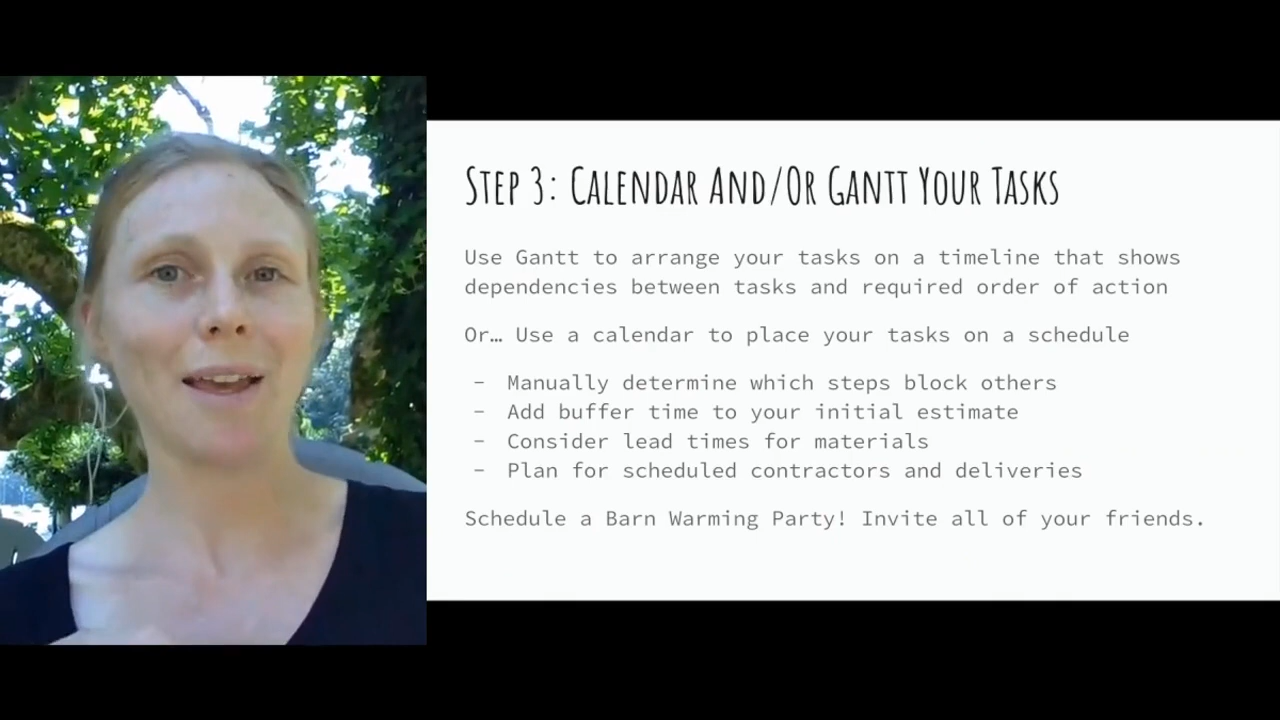 Step 3: Calendar And/Or Gantt Your Tasks
Use Gantt to arrange your tasks on a timeline that shows
dependencies between tasks and required order of action
Or… Use a calendar to place your tasks on a schedule
- Manually determine which steps block others
- Add buffer time to your initial estimate
- Consider lead times for materials
- Plan for scheduled contractors and deliveries
Schedule a Barn Warming Party! Invite all of your friends.